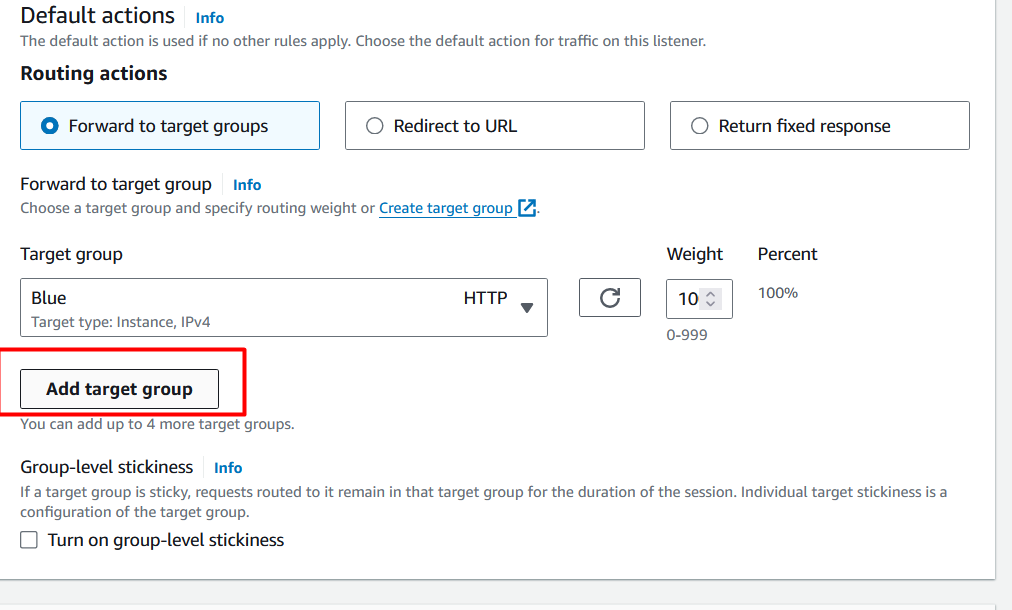 Default actions Info
The default action is used if no other rules apply. Choose the default action for traffic on this listener.
Routing actions
Forward to target groups
Redirect to URL
Return fixed response
Forward to target group Info
Choose a target group and specify routing weight or Create target group.
Target group
Weight
Percent
Blue
HTTP
Target type: Instance, IPv4
10
100%
0-999
Add target group
You can add up to 4 more target groups.
Group-level stickiness Info
If a target group is sticky, requests routed to it remain in that target group for the duration of the session. Individual target stickiness is a
configuration of the target group.
Turn on group-level stickiness